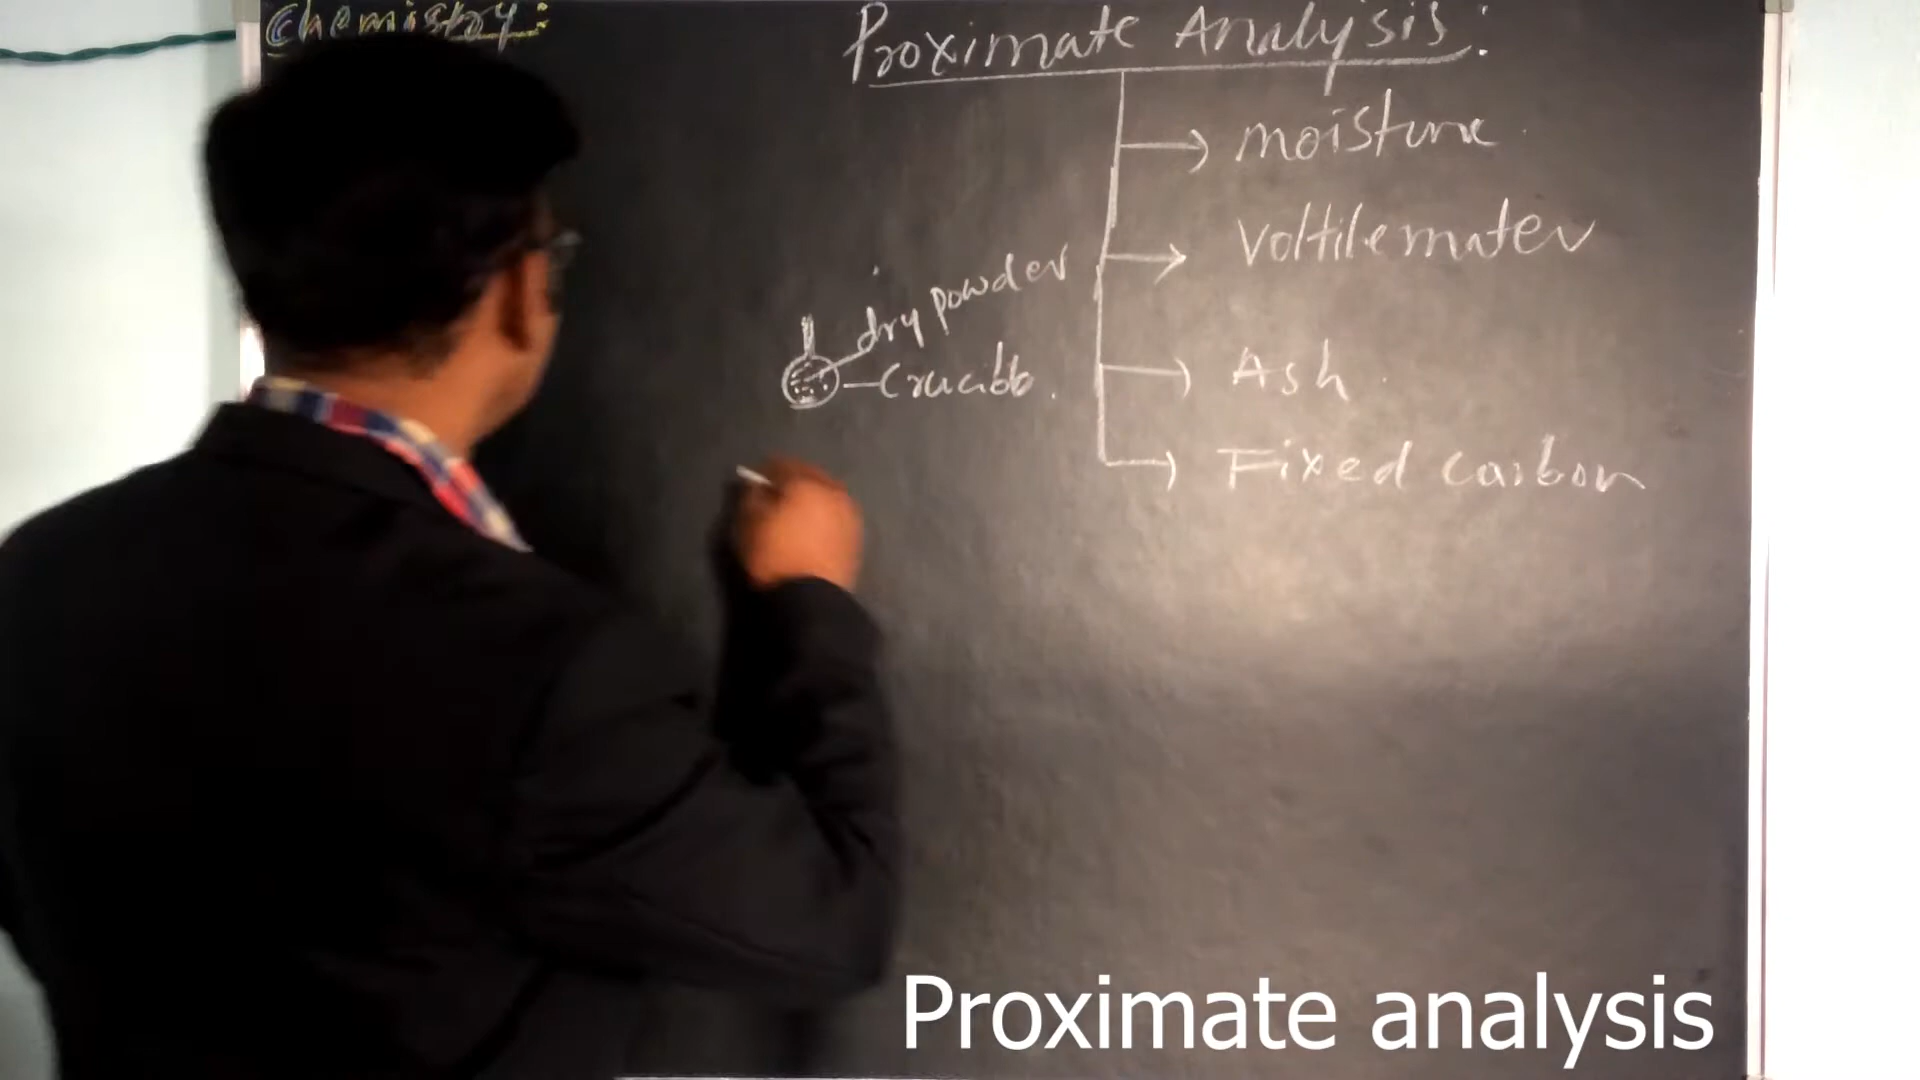 Chemistry:
Proximate Analysis:
moisture
Voltilemater
dry powder
Crucible.
Ash
Fixed carbon
Proximate analysis